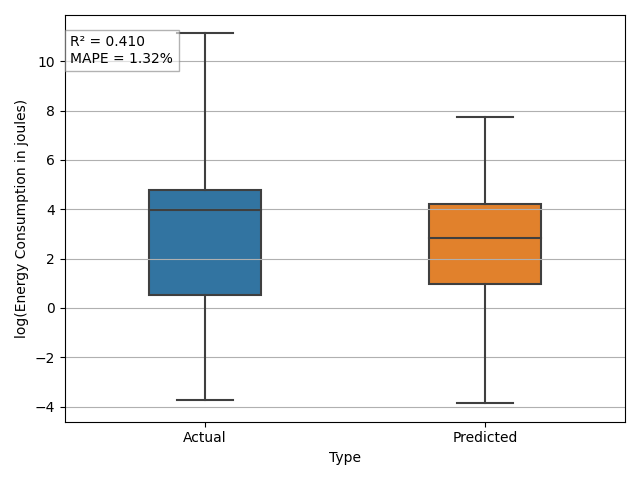 R² = 0.410
MAPE = 1.32%
10
8
6
4
2
0
−2
−4
log(Energy Consumption in joules)
Actual
Predicted
Type